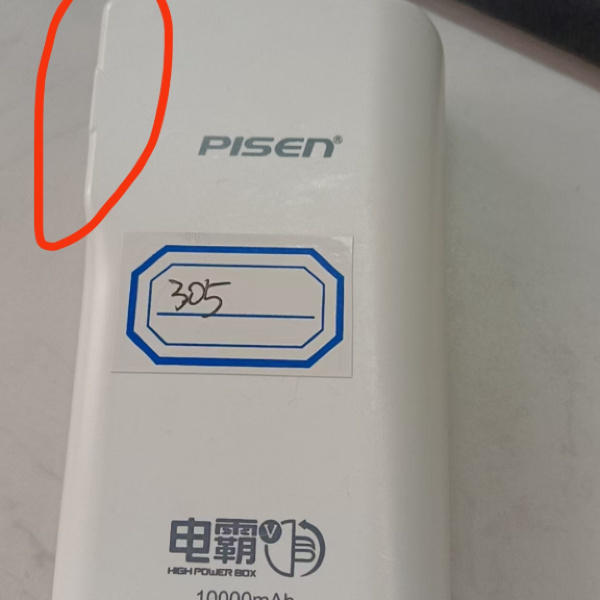 PISEN®
305
电霸 V
HIGH POWER BOX
10000mAh